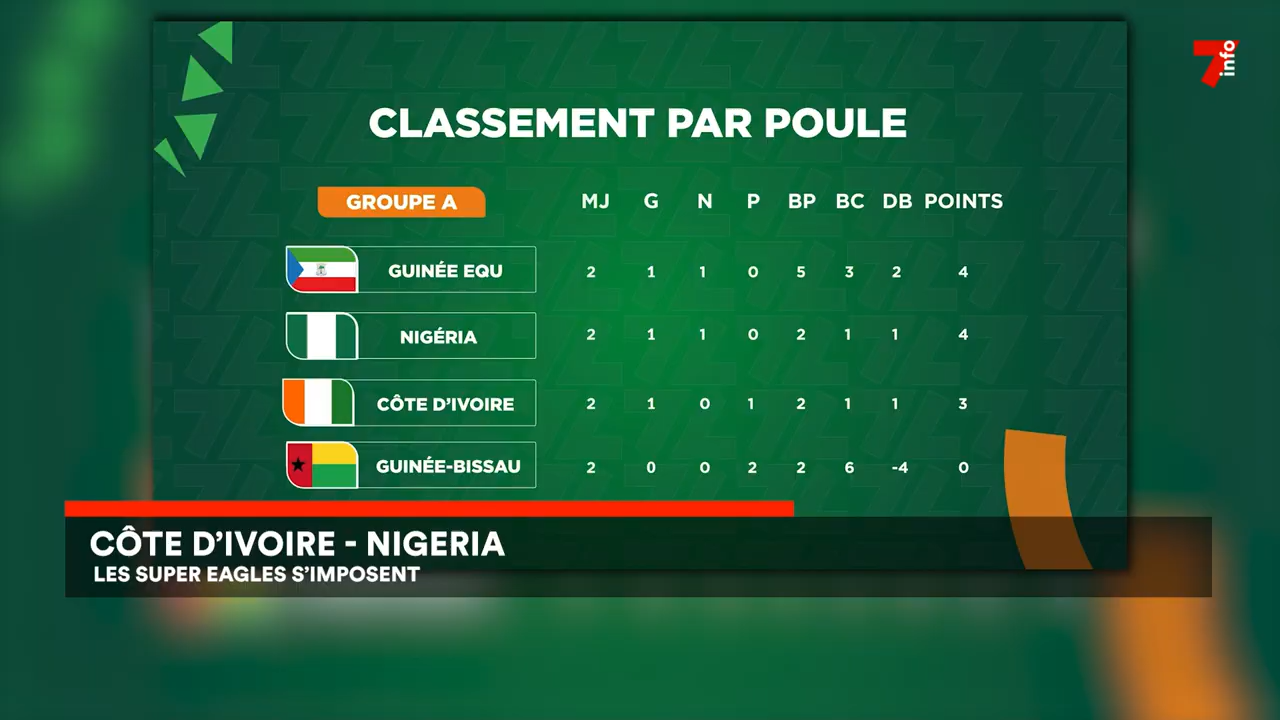 7info
CLASSEMENT PAR POULE
GROUPE A MJ G N P BP BC DB POINTS
GUINÉE EQU 2 1 1 0 5 3 2 4
NIGÉRIA 2 1 1 0 2 1 1 4
CÔTE D'IVOIRE 2 1 0 1 2 1 1 3
GUINÉE-BISSAU 2 0 0 2 2 6 -4 0
CÔTE D'IVOIRE - NIGERIA
LES SUPER EAGLES S'IMPOSENT